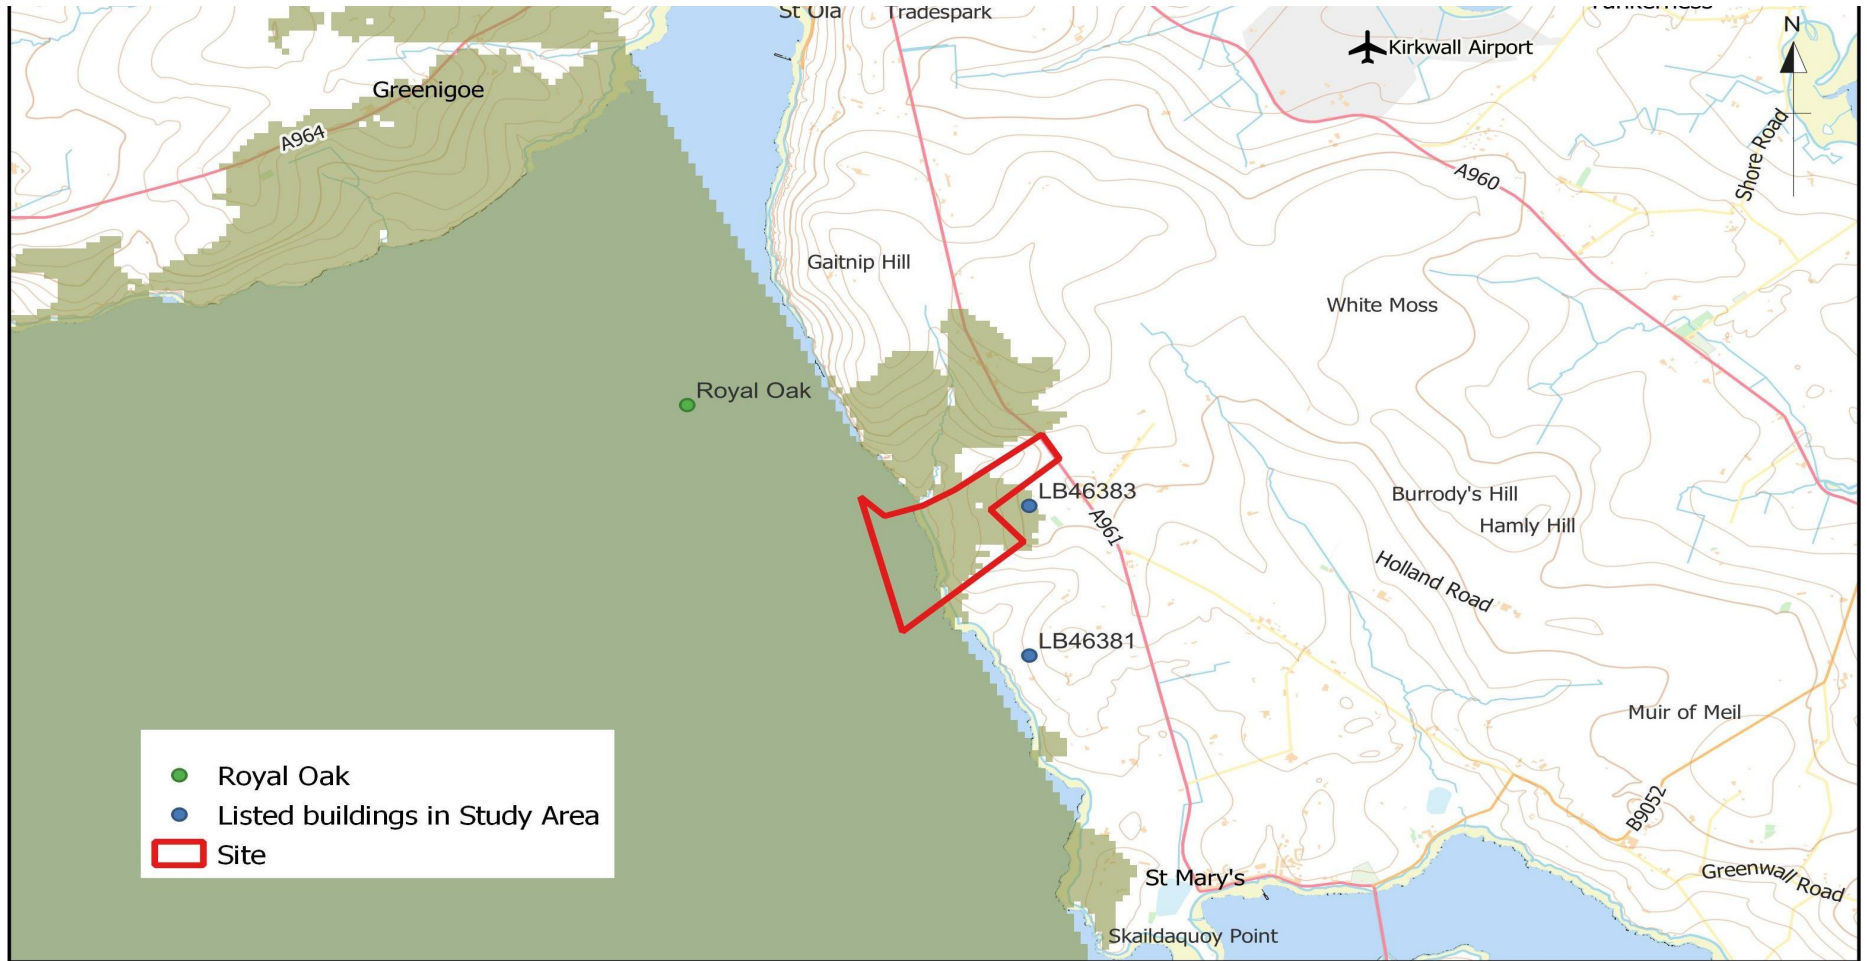 St Ola
Tradespark
N
Kirkwall Airport
Greenigoe
A964
Shore Road
A960
Gaitnip Hill
White Moss
Royal Oak
LB46383
A961
Burrody's Hill
Hamly Hill
Holland Road
LB46381
Muir of Meil
B9052
Royal Oak
Listed buildings in Study Area
Site
St Mary's
Greenwall Road
Skaildaquoy Point